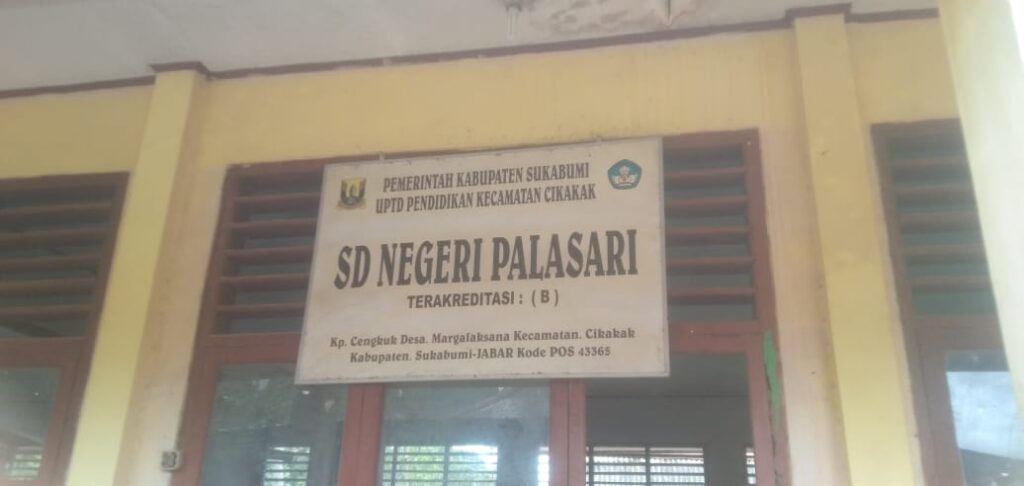 PEMERINTAH KABUPATEN SUKABUMI
UPTD PENDIDIKAN KECAMATAN CIKAKAK
SD NEGERI PALASARI
TERAKREDITASI : ( B )
Kp. Cengkuk Desa. Margalaksana Kecamatan. Cikakak
Kabupaten. Sukabumi-JABAR Kode POS 43365